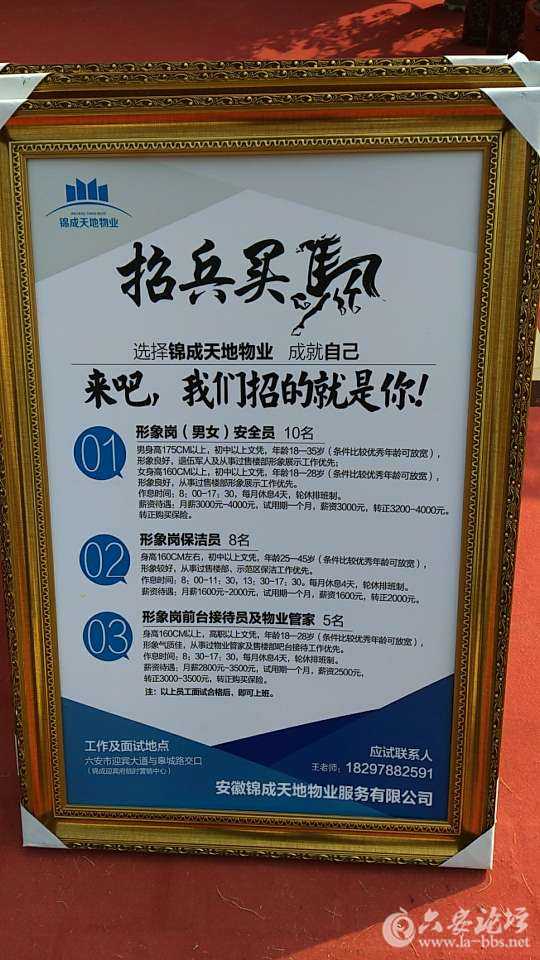 锦成天地物业
招兵买马
选择锦成天地物业 成就自己
来吧，我们招的就是你！
01
形象岗（男女）安全员 10名
男身高175CM以上，初中以上文凭，年龄18—35岁（条件比较优秀年龄可放宽），
形象良好，退伍军人及从事过售楼部形象展示工作优先；
女身高160CM以上，初中以上文凭，年龄18—28岁（条件比较优秀年龄可放宽），
形象良好，从事过售楼部形象展示工作优先。
作息时间：8：00-17：30，每月休息4天，轮休排班制。
薪资待遇：月薪3000元-4000元，试用期一个月，薪资3000元，转正3200-4000元。
转正购买保险。
02
形象岗保洁员 8名
身高160CM左右，初中以上文凭，年龄25—45岁（条件比较优秀年龄可放宽），
形象较好，从事过售楼部、示范区保洁工作优先。
作息时间：8：00-11：30，13：30-17：30。每月休息4天，轮休排班制。
薪资待遇：月薪1600元-2000元，试用期一个月，薪资1600元，转正2000元。
03
形象岗前台接待员及物业管家 5名
身高160CM以上，高职以上文凭，年龄18—28岁（条件比较优秀年龄可放宽），
形象气质佳，从事过物业管家及售楼部吧台接待工作优先。
作息时间：8：30-17：30，每月休息4天，轮休排班制。
薪资待遇：月薪2800元-3500元，试用期一个月，薪资2500元，
转正3000-3500元，转正购买保险。
注：以上员工面试合格后，即可上班。
工作及面试地点
六安市迎宾大道与皋城路交口
（锦成迎宾府临时营销中心）
应试联系人
王老师：18297882591
安徽锦成天地物业服务有限公司
六安论坛
www.la-bbs.net